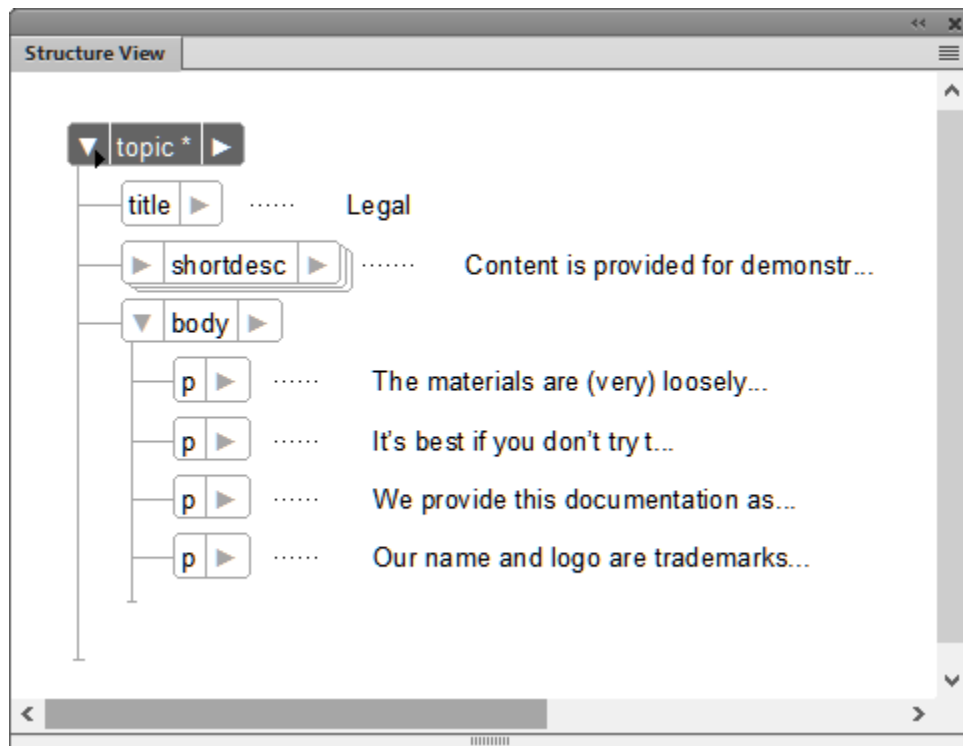 Structure View
topic *
title ...... Legal
shortdesc ....... Content is provided for demonstr...
body
p ...... The materials are (very) loosely...
p ...... It's best if you don't try t...
p ...... We provide this documentation as...
p ...... Our name and logo are trademarks...